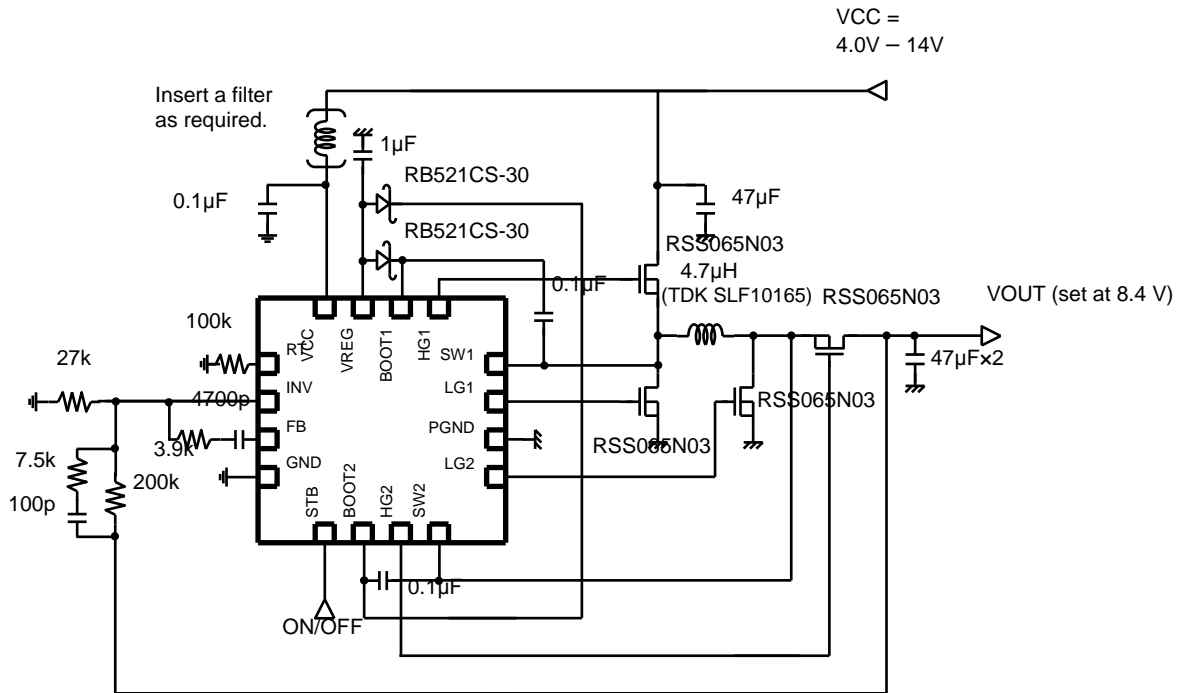 VCC =
4.0V – 14V
Insert a filter
as required.
1µF
RB521CS-30
0.1µF
47µF
RB521CS-30
RSS065N03
4.7µH
0.1µF
(TDK SLF10165)
RSS065N03
VOUT (set at 8.4 V)
100k
VCC
VREG
BOOT1
HG1
27k
RT
SW1
47µF×2
INV
LG1
4700p
RSS065N03
FB
PGND
3.9k
RSS065N03
7.5k
GND
LG2
200k
100p
STB
BOOT2
HG2
SW2
0.1µF
ON/OFF